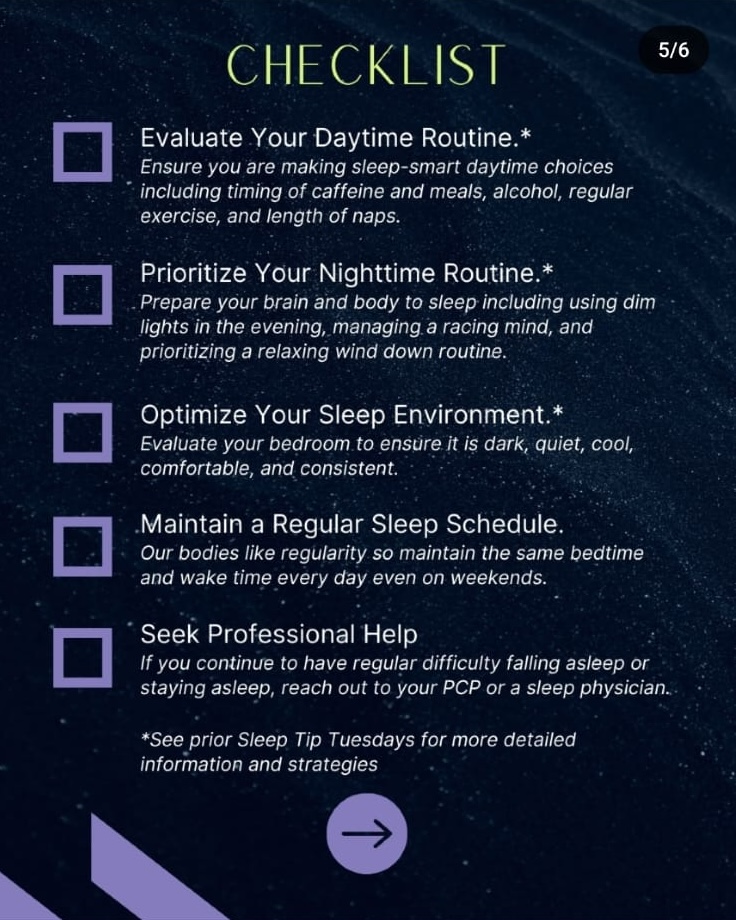 CHECKLIST
5/6
Evaluate Your Daytime Routine.*
Ensure you are making sleep-smart daytime choices
including timing of caffeine and meals, alcohol, regular
exercise, and length of naps.
Prioritize Your Nighttime Routine.*
Prepare your brain and body to sleep including using dim
lights in the evening, managing a racing mind, and
prioritizing a relaxing wind down routine.
Optimize Your Sleep Environment.*
Evaluate your bedroom to ensure it is dark, quiet, cool,
comfortable, and consistent.
Maintain a Regular Sleep Schedule.
Our bodies like regularity so maintain the same bedtime
and wake time every day even on weekends.
Seek Professional Help
If you continue to have regular difficulty falling asleep or
staying asleep, reach out to your PCP or a sleep physician.
*See prior Sleep Tip Tuesdays for more detailed
information and strategies